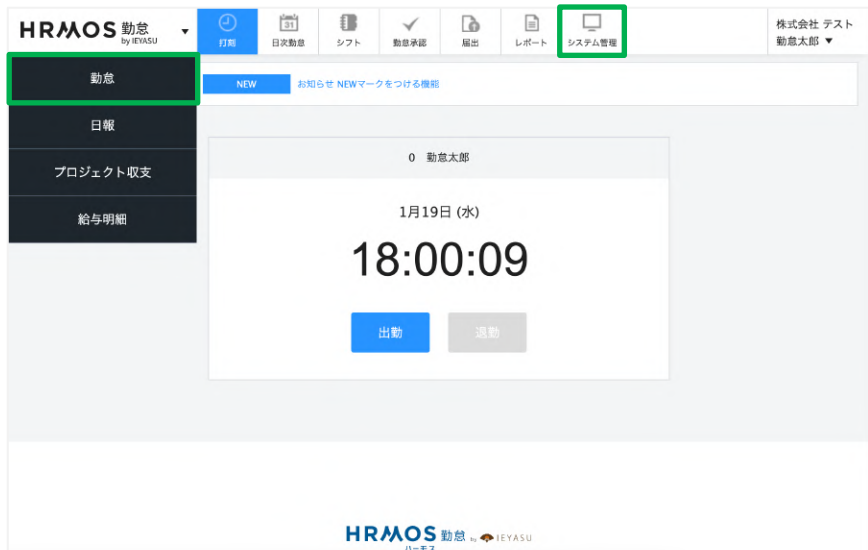 HRMOS 勤怠
by IEYASU
▼
打刻
31
日次勤怠
シフト
勤怠承認
届出
レポート
システム管理
株式会社 テスト
勤怠太郎 ▼
勤怠
日報
プロジェクト収支
給与明細
NEW お知らせ NEWマークをつける機能
0 勤怠太郎
1月19日 (水)
18:00:09
出勤 退勤
HRMOS 勤怠 by IEYASU
ハーモス